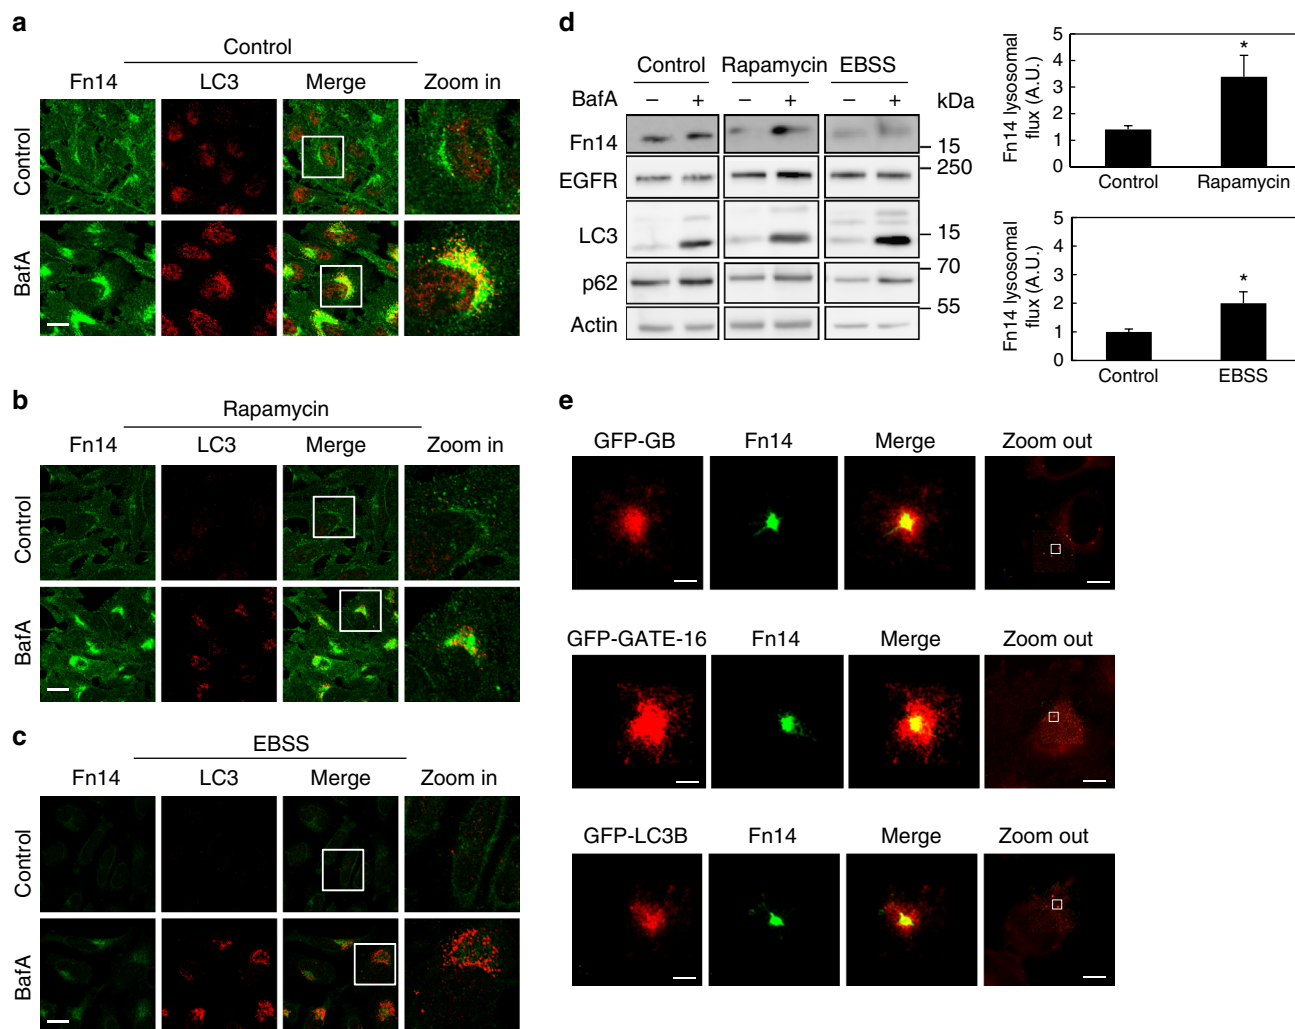 a
Control
Fn14 LC3 Merge Zoom in
Control
BafA
b
Rapamycin
Fn14 LC3 Merge Zoom in
Control
BafA
c
EBSS
Fn14 LC3 Merge Zoom in
Control
BafA
d
Control Rapamycin EBSS
BafA – + – + – + kDa
Fn14
15
250
EGFR
LC3
15
70
p62
55
Actin
Fn14 lysosomal
flux (A.U.)
5
4
3
2
1
0
*
Control Rapamycin
Fn14 lysosomal
flux (A.U.)
5
4
3
2
1
0
*
Control EBSS
e
GFP-GB Fn14 Merge Zoom out
GFP-GATE-16 Fn14 Merge Zoom out
GFP-LC3B Fn14 Merge Zoom out